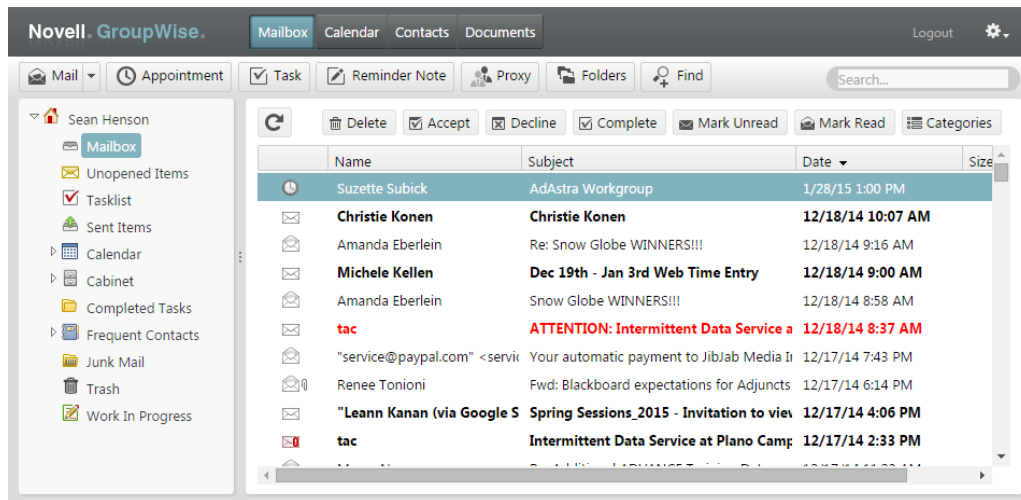 Novell. GroupWise. Mailbox Calendar Contacts Documents Logout
Mail Appointment Task Reminder Note Proxy Folders Find Search...
Sean Henson
Mailbox
Unopened Items
Tasklist
Sent Items
Calendar
Cabinet
Completed Tasks
Frequent Contacts
Junk Mail
Trash
Work In Progress
Delete Accept Decline Complete Mark Unread Mark Read Categories
Name Subject Date Size
Suzette Subick AdAstra Workgroup 1/28/15 1:00 PM
Christie Konen Christie Konen 12/18/14 10:07 AM
Amanda Eberlein Re: Snow Globe WINNERS!!! 12/18/14 9:16 AM
Michele Kellen Dec 19th - Jan 3rd Web Time Entry 12/18/14 9:00 AM
Amanda Eberlein Snow Globe WINNERS!!! 12/18/14 8:58 AM
tac ATTENTION: Intermittent Data Service a 12/18/14 8:37 AM
"service@paypal.com" <servic Your automatic payment to JibJab Media 12/17/14 7:43 PM
Renee Tonioni Fwd: Blackboard expectations for Adjuncts 12/17/14 6:14 PM
"Leann Kanan (via Google S Spring Sessions_2015 - Invitation to view 12/17/14 4:06 PM
tac Intermittent Data Service at Plano Camp 12/17/14 2:33 PM